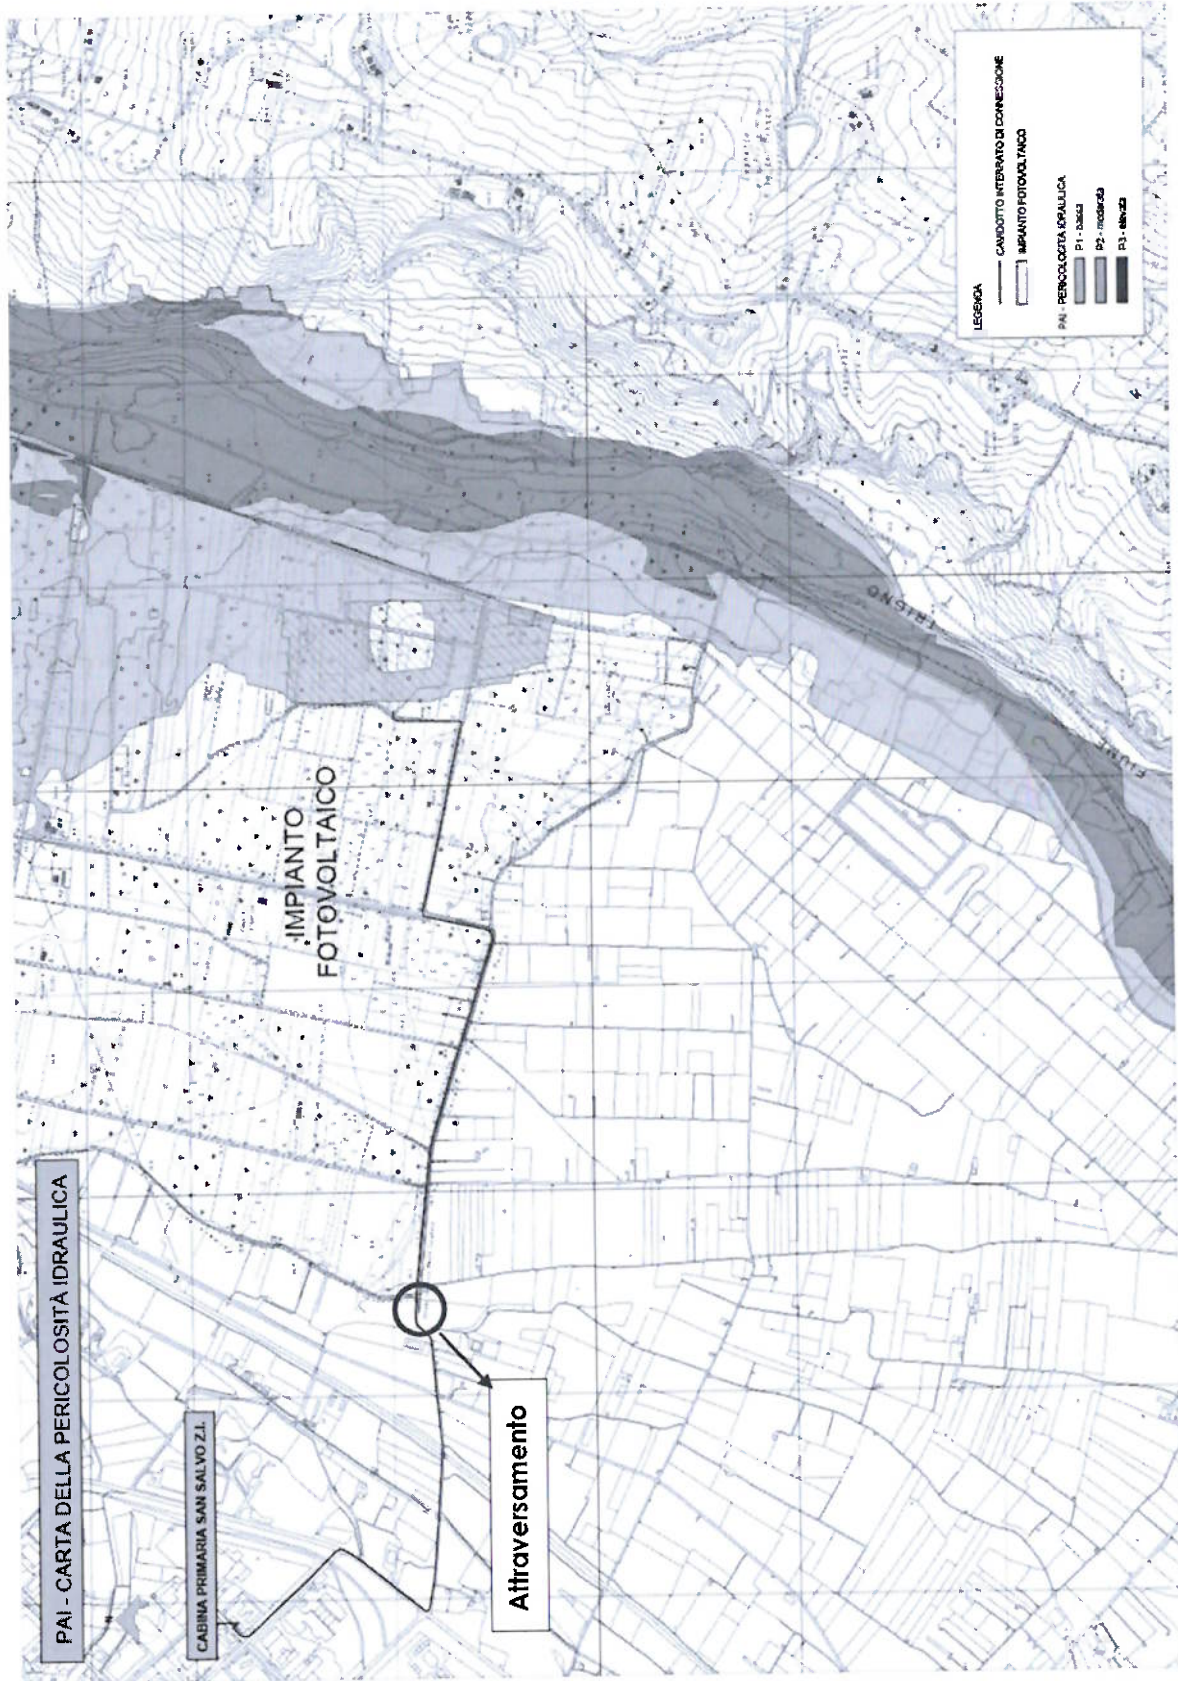 PAI - CARTA DELLA PERICOLOSITÀ IDRAULICA
CABINA PRIMARIA SAN SALVO Z.I.
Attraversamento
IMPIANTO
FOTOVOLTAICO
FIUME
TRIGNO
LEGENDA
CAVIDOTTO INTERRATO DI CONNESSIONE
IMPIANTO FOTOVOLTAICO
PAI - PERICOLOSITÀ IDRAULICA
P1 - bassa
P2 - moderata
P3 - elevata